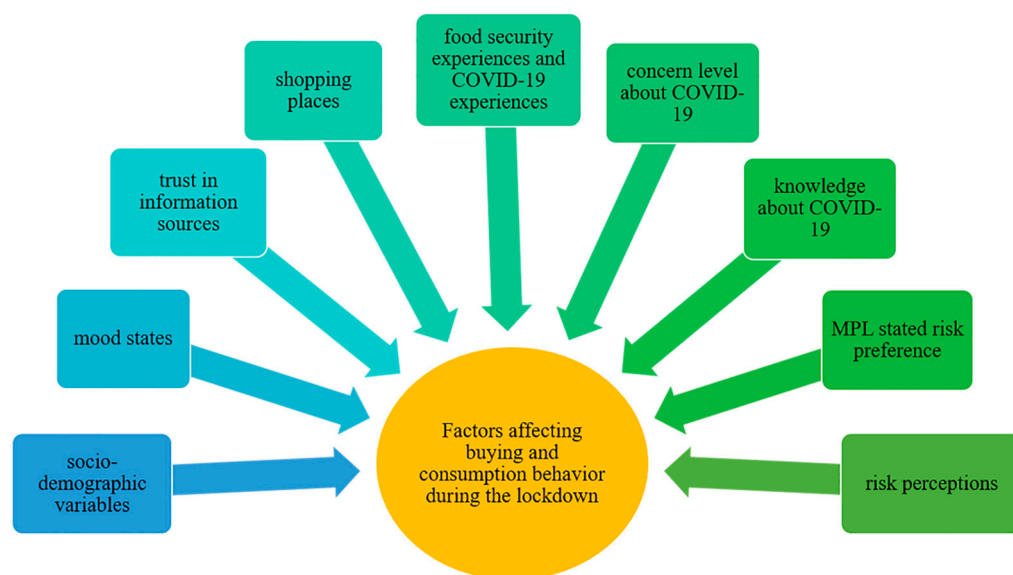 food security
experiences and
COVID-19
experiences
shopping
places
concern level
about COVID-
19
trust in
information
sources
knowledge
about COVID-
19
mood states
MPL stated risk
preference
Factors affecting
buying and
consumption behavior
during the lockdown
socio-
demographic
variables
risk perceptions